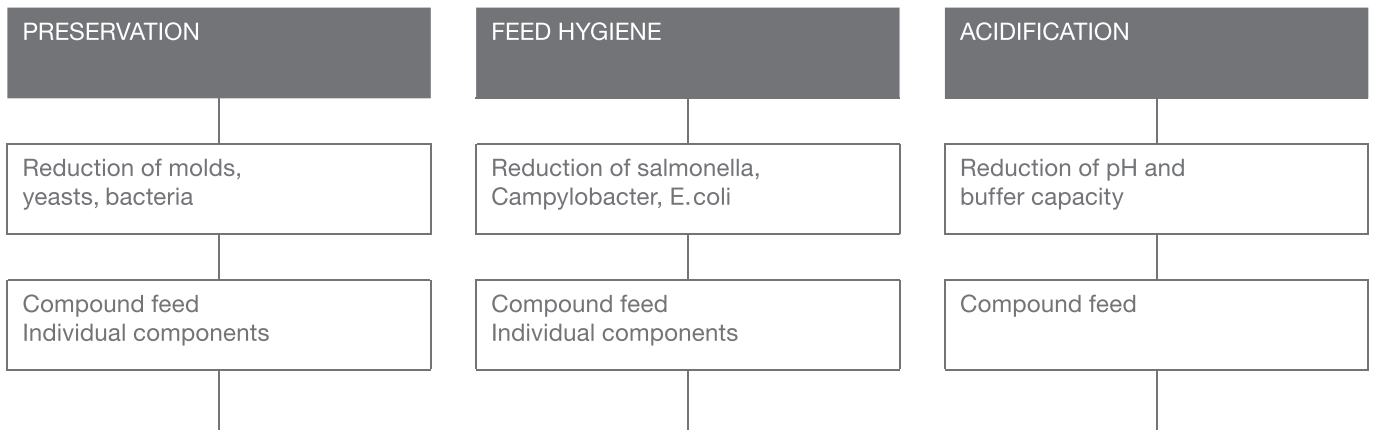 PRESERVATION
Reduction of molds,
yeasts, bacteria
Compound feed
Individual components
FEED HYGIENE
Reduction of salmonella,
Campylobacter, E.coli
Compound feed
Individual components
ACIDIFICATION
Reduction of pH and
buffer capacity
Compound feed